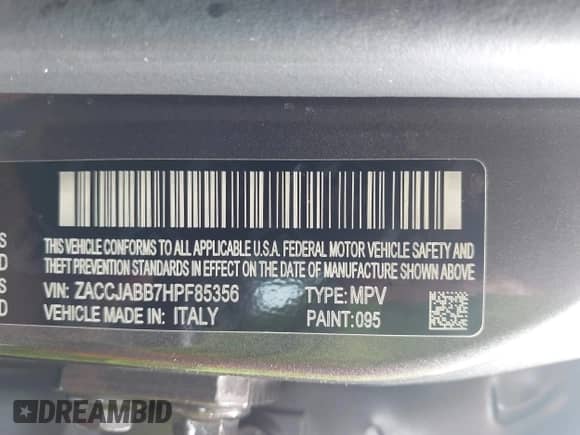 THIS VEHICLE CONFORMS TO ALL APPLICABLE U.S.A. FEDERAL MOTOR VEHICLE SAFETY AND
THEFT PREVENTION STANDARDS IN EFFECT ON THE DATE OF MANUFACTURE SHOWN ABOVE
VIN: ZACCJABB7HPF85356 TYPE: MPV
VEHICLE MADE IN: ITALY PAINT: 095
DREAMBID